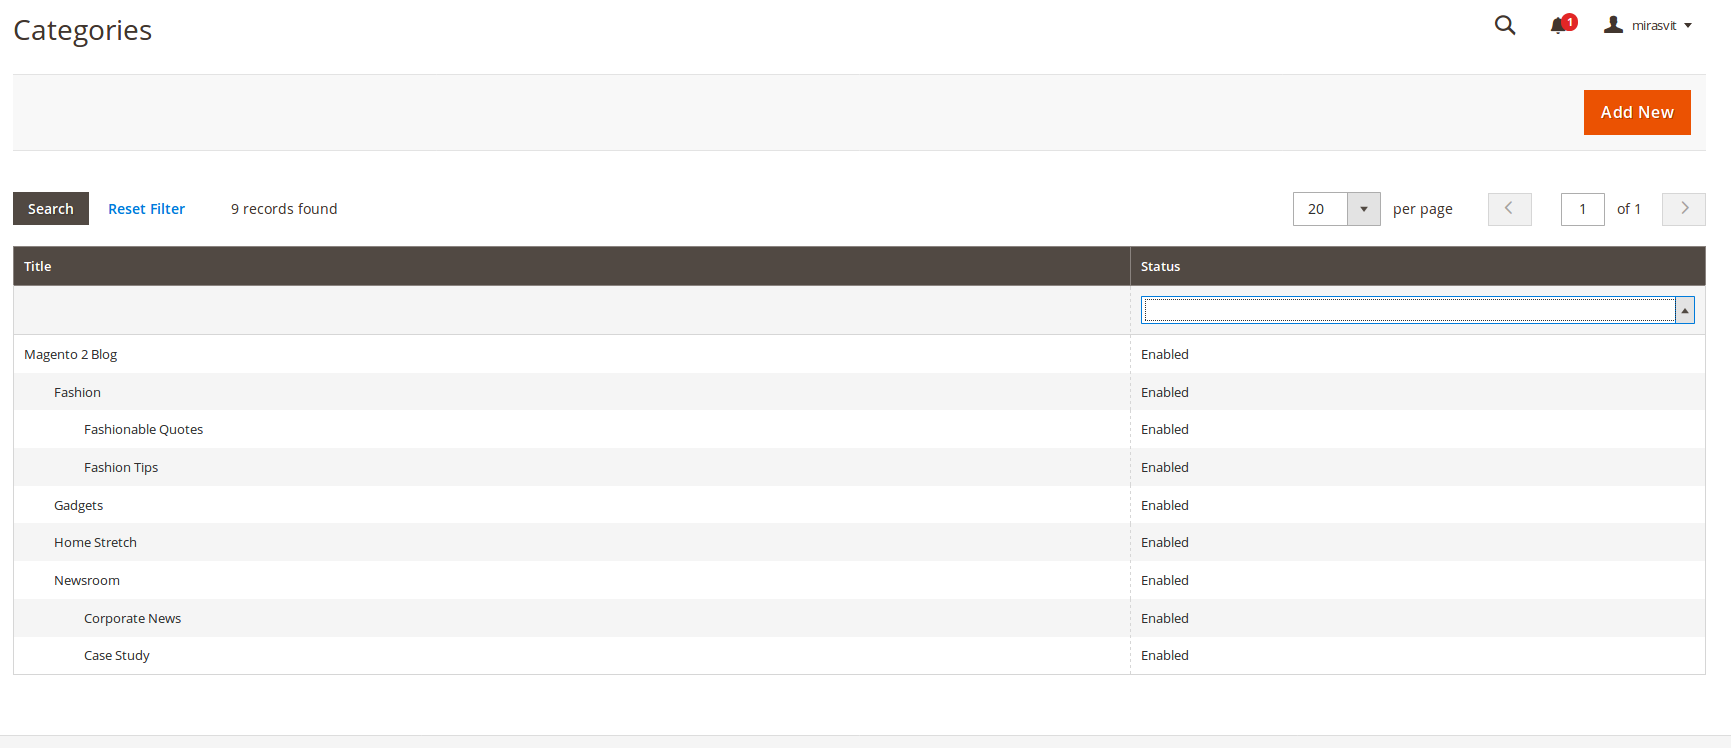 Categories
1
mirasvit
Add New
Search Reset Filter 9 records found 20 per page 1 of 1
Title Status
Magento 2 Blog Enabled
Fashion Enabled
Fashionable Quotes Enabled
Fashion Tips Enabled
Gadgets Enabled
Home Stretch Enabled
Newsroom Enabled
Corporate News Enabled
Case Study Enabled